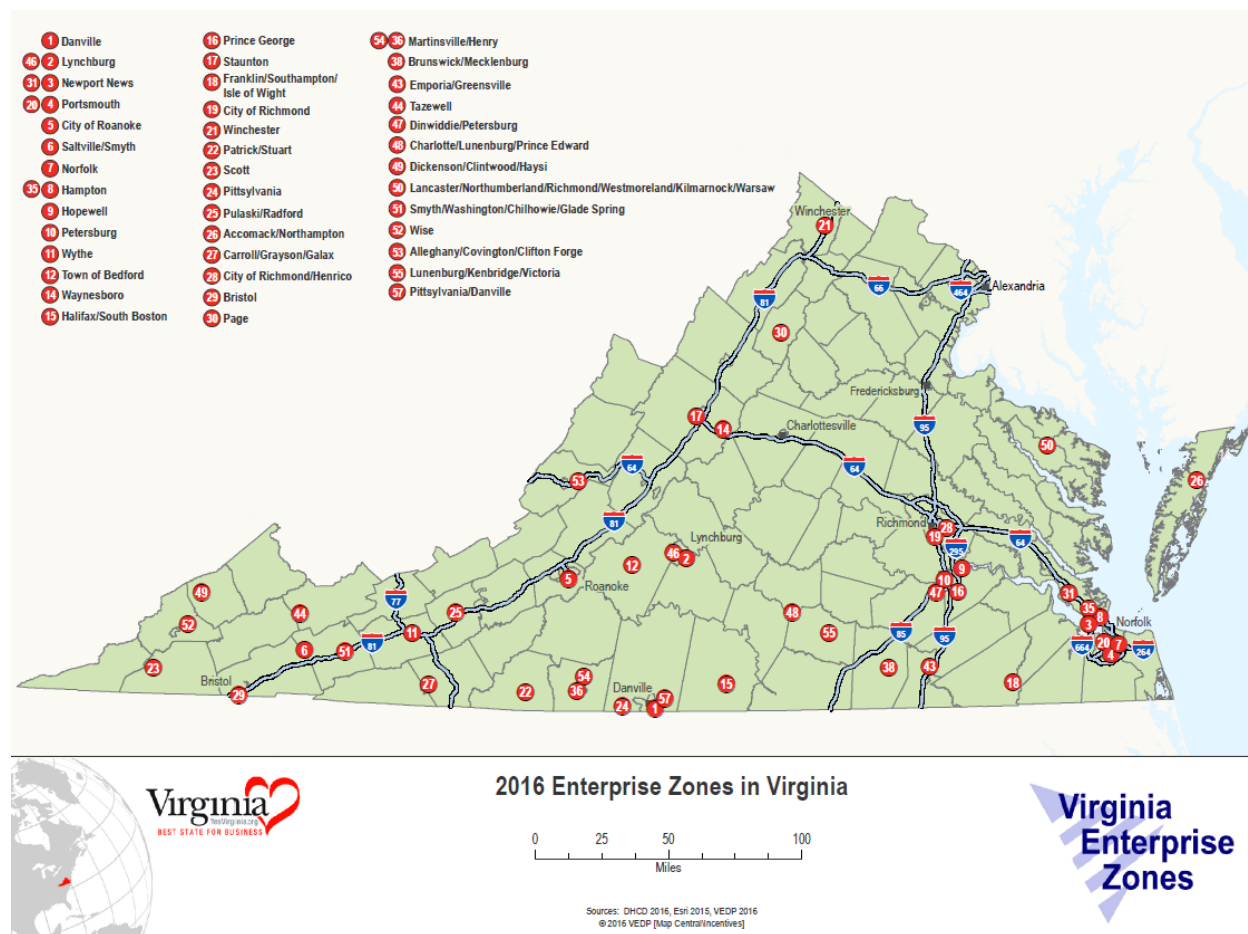 1 Danville
46 2 Lynchburg
31 3 Newport News
20 4 Portsmouth
5 City of Roanoke
6 Saltville/Smyth
7 Norfolk
35 8 Hampton
9 Hopewell
10 Petersburg
11 Wythe
12 Town of Bedford
14 Waynesboro
15 Halifax/South Boston
16 Prince George
17 Staunton
18 Franklin/Southampton/
Isle of Wight
19 City of Richmond
21 Winchester
22 Patrick/Stuart
23 Scott
24 Pittsylvania
25 Pulaski/Radford
26 Accomack/Northampton
27 Carroll/Grayson/Galax
28 City of Richmond/Henrico
29 Bristol
30 Page
54 36 Martinsville/Henry
38 Brunswick/Mecklenburg
43 Emporia/Greensville
44 Tazewell
47 Dinwiddie/Petersburg
48 Charlotte/Lunenburg/Prince Edward
49 Dickenson/Clintwood/Haysi
50 Lancaster/Northumberland/Richmond/Westmoreland/Kilmarnock/Warsaw
51 Smyth/Washington/Chilhowie/Glade Spring
52 Wise
53 Alleghany/Covington/Clifton Forge
55 Lunenburg/Kenbridge/Victoria
57 Pittsylvania/Danville
Winchester
21
81
66
464
Alexandria
30
Fredericksburg
17
14
Charlottesville
95
50
64
53
64
26
81
Richmond
28
19
295
64
Lynchburg
46
2
12
5
Roanoke
9
10
47
16
31
49
77
44
25
48
35
8
3
Norfolk
52
11
55
85
95
664
20
7
4
264
6
51
81
23
Bristol
29
27
22
54
36
Danville
24
57
1
15
38
43
18
Virginia
YesVirginia.org
BEST STATE FOR BUSINESS
2016 Enterprise Zones in Virginia
0 25 50 100
Miles
Sources: DHCD 2016, Esri 2015, VEDP 2016
© 2016 VEDP [Map Central\Incentives]
Virginia
Enterprise
Zones